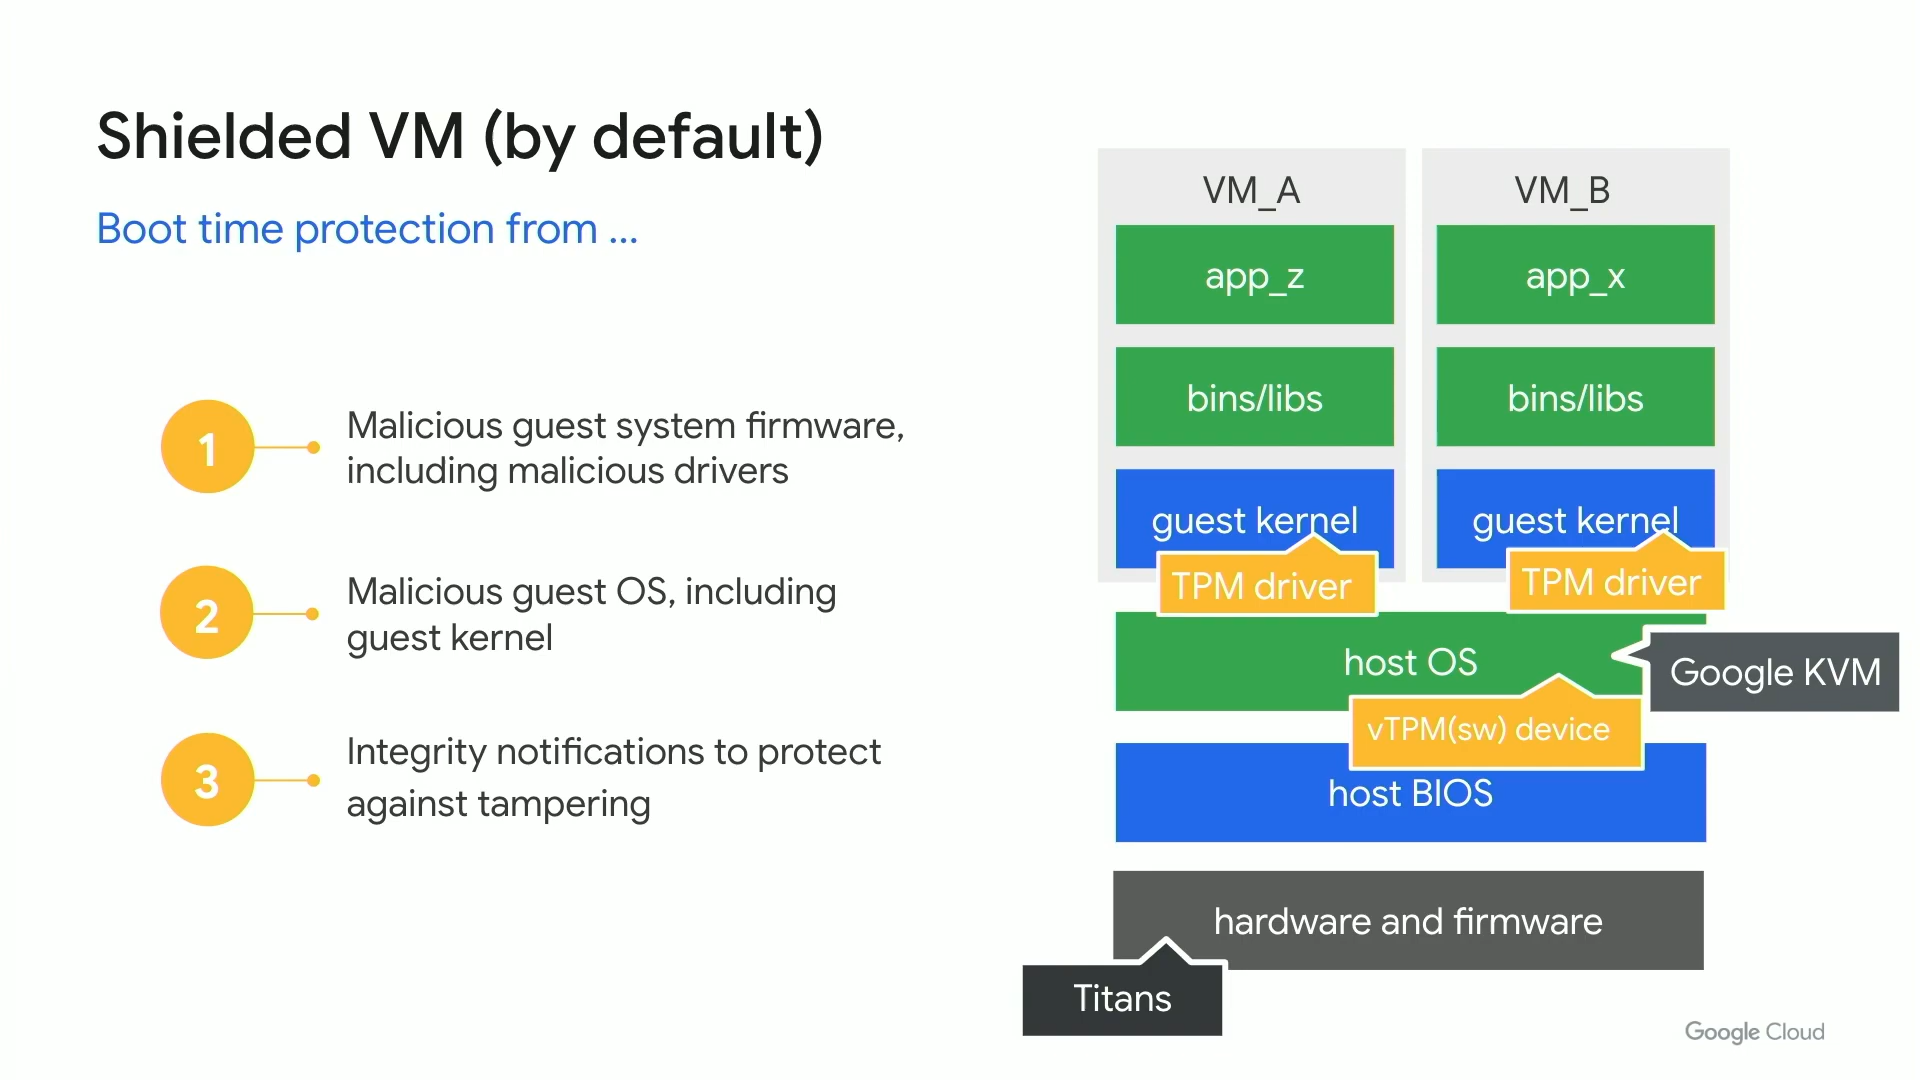 Shielded VM (by default)
Boot time protection from ...
1
Malicious guest system firmware,
including malicious drivers
2
Malicious guest OS, including
guest kernel
3
Integrity notifications to protect
against tampering
VM_A
app_z
bins/libs
guest kernel
TPM driver
VM_B
app_x
bins/libs
guest kernel
TPM driver
host OS
Google KVM
vTPM(sw) device
host BIOS
hardware and firmware
Titans
Google Cloud